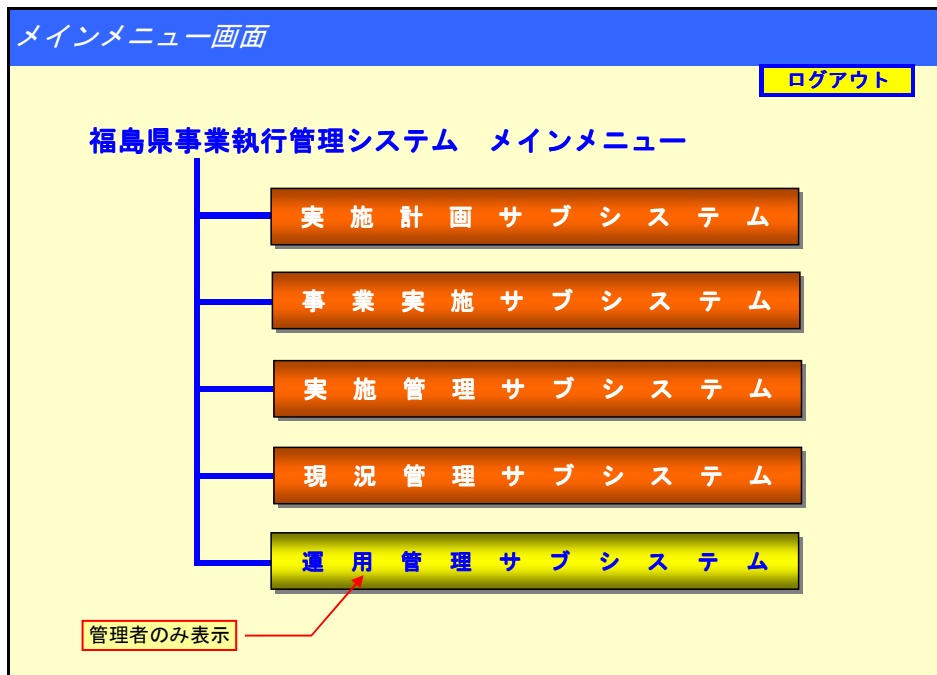 メインメニュー画面
ログアウト
福島県事業執行管理システム　メインメニュー
実施計画サブシステム
事業実施サブシステム
実施管理サブシステム
現況管理サブシステム
運用管理サブシステム
管理者のみ表示